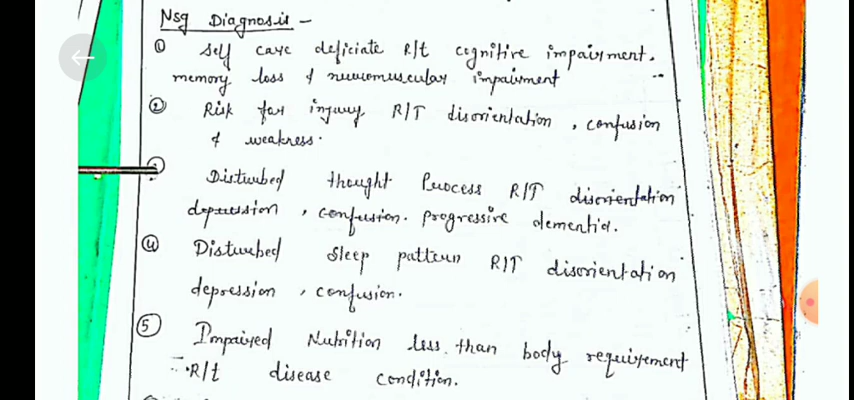 Nsg Diagnosis -
① Self care deficiate R/t cognitive impairment.
memory loss & neuromuscular impairment
② Risk for injury R/T disorientation, confusion
& weakness.
Disturbed thought Process R/T disorientation
depression, confusion. progressive dementia.
④ Disturbed Sleep pattern R/T disorientation
depression, confusion.
⑤ Impaired Nutrition less than body requirement
R/t disease condition.